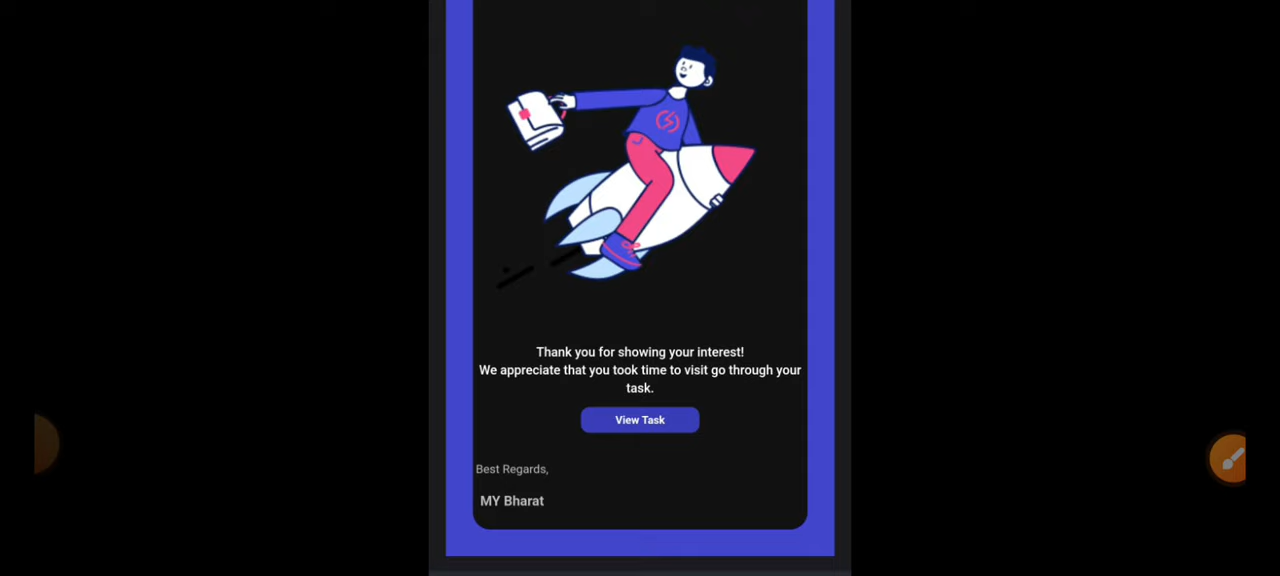 Thank you for showing your interest!
We appreciate that you took time to visit go through your
task.
View Task
Best Regards,
MY Bharat